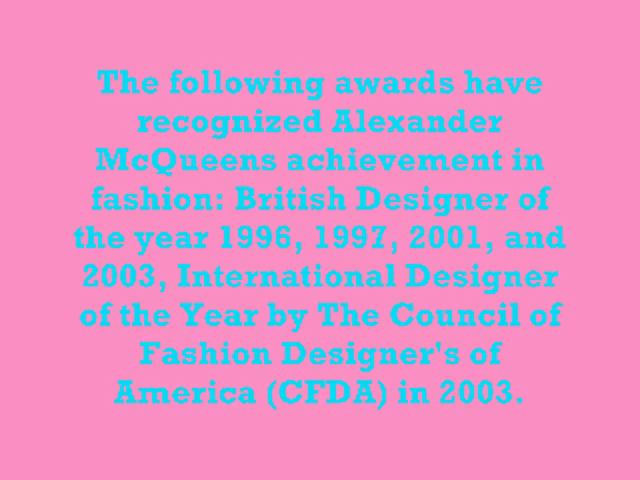 The following awards have
recognized Alexander
McQueens achievement in
fashion: British Designer of
the year 1996, 1997, 2001, and
2003, International Designer
of the Year by The Council of
Fashion Designer's of
America (CFDA) in 2003.